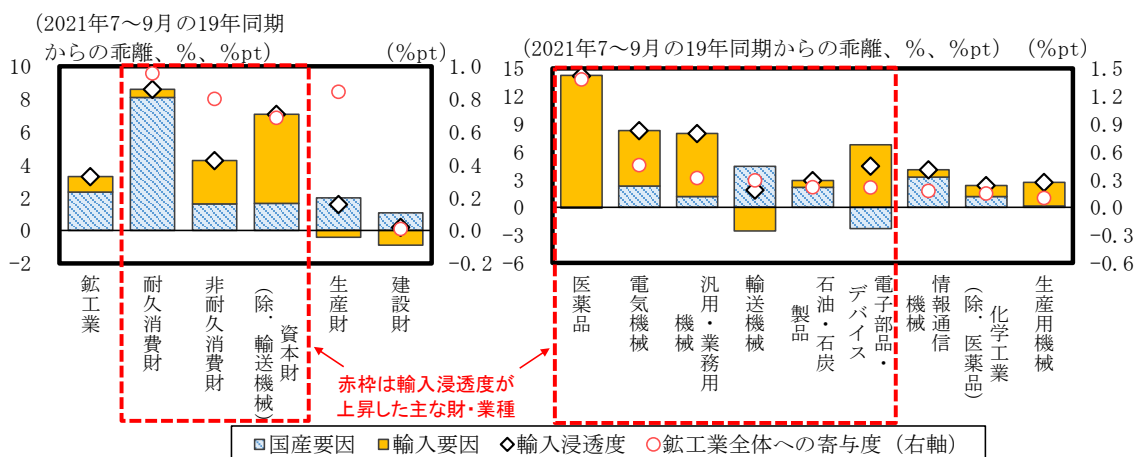 (2021年7～9月の19年同期
からの乖離、%、%pt)
(%pt)
10
8
6
4
2
0
-2
1.0
0.8
0.6
0.4
0.2
0.0
-0.2
鉱工業
耐久消費財
非耐久消費財
資本財
(除、輸送機械)
生産財
建設財
(2021年7～9月の19年同期からの乖離、%、%pt)
(%pt)
15
12
9
6
3
0
-3
-6
1.5
1.2
0.9
0.6
0.3
0.0
-0.3
-0.6
医薬品
電気機械
汎用・業務用
機械
輸送機械
石油・石炭
製品
電子部品・
デバイス
情報通信
機械
化学工業
(除、医薬品)
生産用機械
赤枠は輸入浸透度が
上昇した主な財・業種
国産要因
輸入要因
輸入浸透度
鉱工業全体への寄与度（右軸）